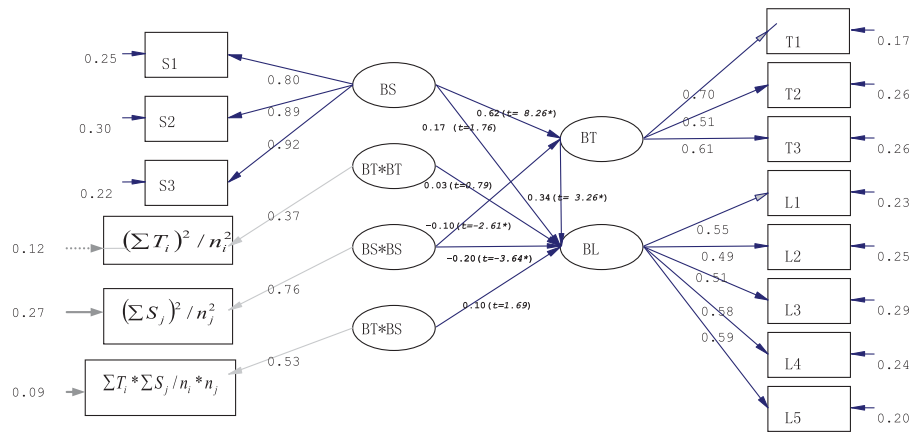 0.25
S1
0.80
0.30
S2
0.89
0.22
S3
0.92
BS
0.62(t= 8.26*)
0.17 (t=1.76)
BT*BT
0.03(t=0.79)
0.37
0.12
(∑T_i)²/n_i²
-0.10(t=-2.61*)
BS*BS
-0.20(t=-3.64*)
0.76
0.27
(∑S_j)²/n_j²
BT*BS
0.10(t=1.69)
0.53
0.09
∑T_i*∑S_j/n_i*n_j
BT
0.34(t= 3.26*)
BL
T1
0.17
0.70
T2
0.26
0.51
T3
0.26
0.61
L1
0.23
0.55
L2
0.25
0.49
L3
0.29
0.51
L4
0.24
0.58
L5
0.20
0.59